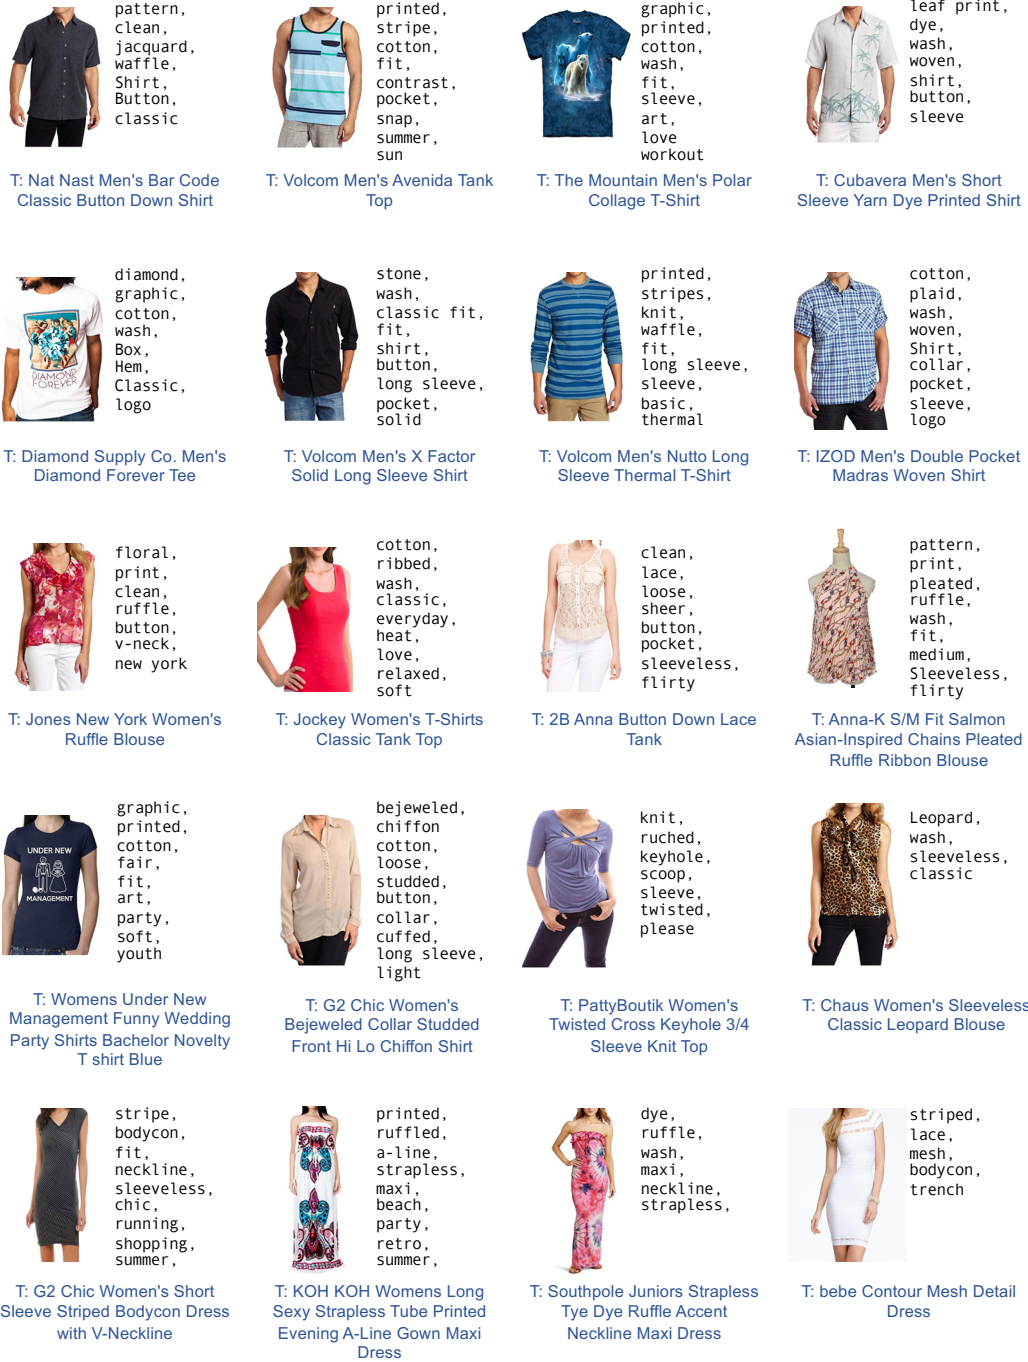 pattern,
clean,
jacquard,
waffle,
Shirt,
Button,
classic
T: Nat Nast Men's Bar Code
Classic Button Down Shirt
printed,
stripe,
cotton,
fit,
contrast,
pocket,
snap,
summer,
sun
T: Volcom Men's Avenida Tank
Top
graphic,
printed,
cotton,
wash,
fit,
sleeve,
art,
love
workout
T: The Mountain Men's Polar
Collage T-Shirt
leaf print,
dye,
wash,
woven,
shirt,
button,
sleeve
T: Cubavera Men's Short
Sleeve Yarn Dye Printed Shirt
DIAMOND
FOREVER
diamond,
graphic,
cotton,
wash,
Box,
Hem,
Classic,
logo
T: Diamond Supply Co. Men's
Diamond Forever Tee
stone,
wash,
classic fit,
fit,
shirt,
button,
long sleeve,
pocket,
solid
T: Volcom Men's X Factor
Solid Long Sleeve Shirt
printed,
stripes,
knit,
waffle,
fit,
long sleeve,
sleeve,
basic,
thermal
T: Volcom Men's Nutto Long
Sleeve Thermal T-Shirt
cotton,
plaid,
wash,
woven,
Shirt,
collar,
pocket,
sleeve,
logo
T: IZOD Men's Double Pocket
Madras Woven Shirt
floral,
print,
clean,
ruffle,
button,
v-neck,
new york
T: Jones New York Women's
Ruffle Blouse
cotton,
ribbed,
wash,
classic,
everyday,
heat,
love,
relaxed,
soft
T: Jockey Women's T-Shirts
Classic Tank Top
clean,
lace,
loose,
sheer,
button,
pocket,
sleeveless,
flirty
T: 2B Anna Button Down Lace
Tank
pattern,
print,
pleated,
ruffle,
wash,
fit,
medium,
Sleeveless,
flirty
T: Anna-K S/M Fit Salmon
Asian-Inspired Chains Pleated
Ruffle Ribbon Blouse
UNDER NEW
MANAGEMENT
graphic,
printed,
cotton,
fair,
fit,
art,
party,
soft,
youth
T: Womens Under New
Management Funny Wedding
Party Shirts Bachelor Novelty
T shirt Blue
bejeweled,
chiffon
cotton,
loose,
studded,
button,
collar,
cuffed,
long sleeve,
light
T: G2 Chic Women's
Bejeweled Collar Studded
Front Hi Lo Chiffon Shirt
knit,
ruched,
keyhole,
scoop,
sleeve,
twisted,
please
T: PattyBoutik Women's
Twisted Cross Keyhole 3/4
Sleeve Knit Top
Leopard,
wash,
sleeveless,
classic
T: Chaus Women's Sleeveless
Classic Leopard Blouse
stripe,
bodycon,
fit,
neckline,
sleeveless,
chic,
running,
shopping,
summer,
T: G2 Chic Women's Short
Sleeve Striped Bodycon Dress
with V-Neckline
printed,
ruffled,
a-line,
strapless,
maxi,
beach,
party,
retro,
summer,
T: KOH KOH Womens Long
Sexy Strapless Tube Printed
Evening A-Line Gown Maxi
Dress
dye,
ruffle,
wash,
maxi,
neckline,
strapless,
T: Southpole Juniors Strapless
Tye Dye Ruffle Accent
Neckline Maxi Dress
striped,
lace,
mesh,
bodycon,
trench
T: bebe Contour Mesh Detail
Dress